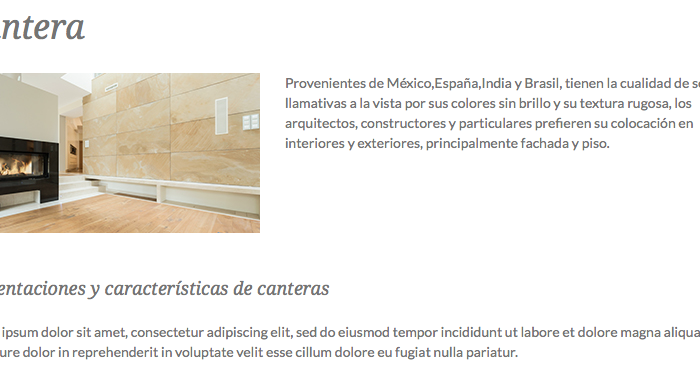 ntera
Provenientes de México,España,India y Brasil, tienen la cualidad de
llamativas a la vista por sus colores sin brillo y su textura rugosa, los
arquitectos, constructores y particulares prefieren su colocación en
interiores y exteriores, principalmente fachada y piso.
entaciones y características de canteras
ipsum dolor sit amet, consectetur adipiscing elit, sed do eiusmod tempor incididunt ut labore et dolore magna aliqua
ure dolor in reprehenderit in voluptate velit esse cillum dolore eu fugiat nulla pariatur.